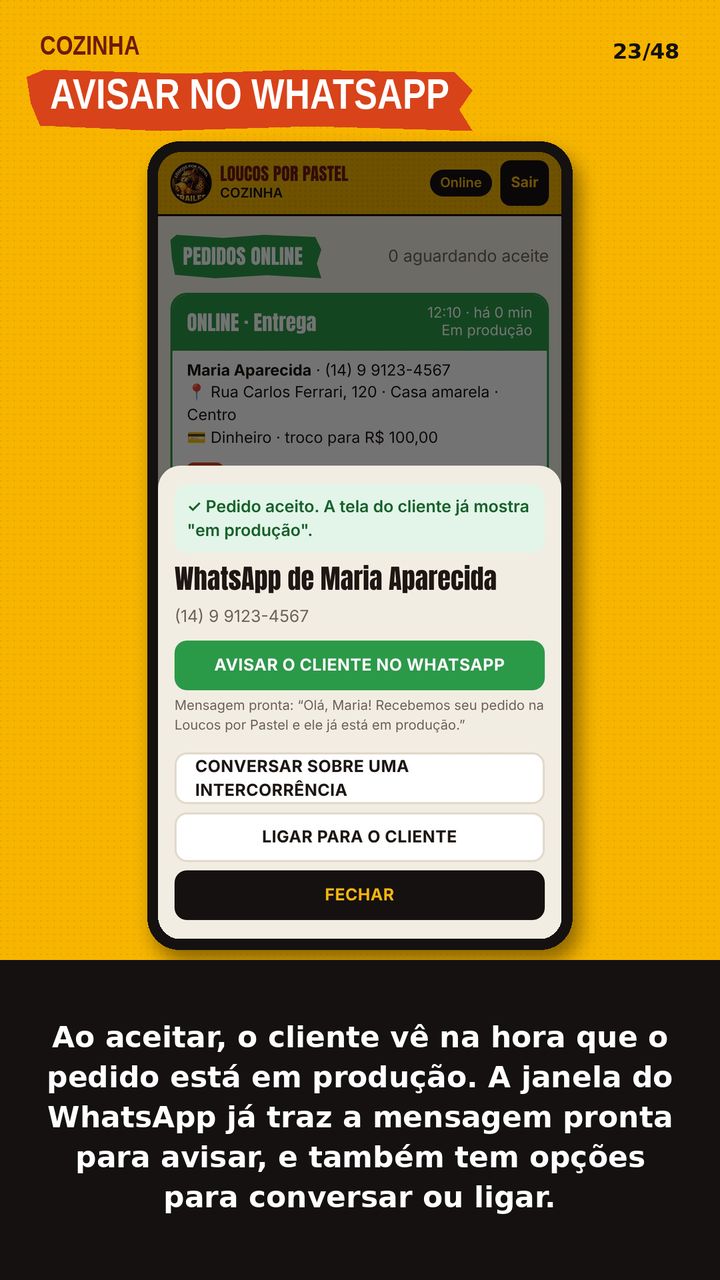 COZINHA
23/48
AVISAR NO WHATSAPP
LOUCOS POR PASTEL
COZINHA
Online
Sair
PEDIDOS ONLINE
0 aguardando aceite
ONLINE · Entrega
12:10 · há 0 min
Em produção
Maria Aparecida · (14) 9 9123-4567
📍 Rua Carlos Ferrari, 120 · Casa amarela ·
Centro
💳 Dinheiro · troco para R$ 100,00
✓ Pedido aceito. A tela do cliente já mostra
"em produção".
WhatsApp de Maria Aparecida
(14) 9 9123-4567
AVISAR O CLIENTE NO WHATSAPP
Mensagem pronta: “Olá, Maria! Recebemos seu pedido na
Loucos por Pastel e ele já está em produção.”
CONVERSAR SOBRE UMA
INTERCORRÊNCIA
LIGAR PARA O CLIENTE
FECHAR
Ao aceitar, o cliente vê na hora que o
pedido está em produção. A janela do
WhatsApp já traz a mensagem pronta
para avisar, e também tem opções
para conversar ou ligar.